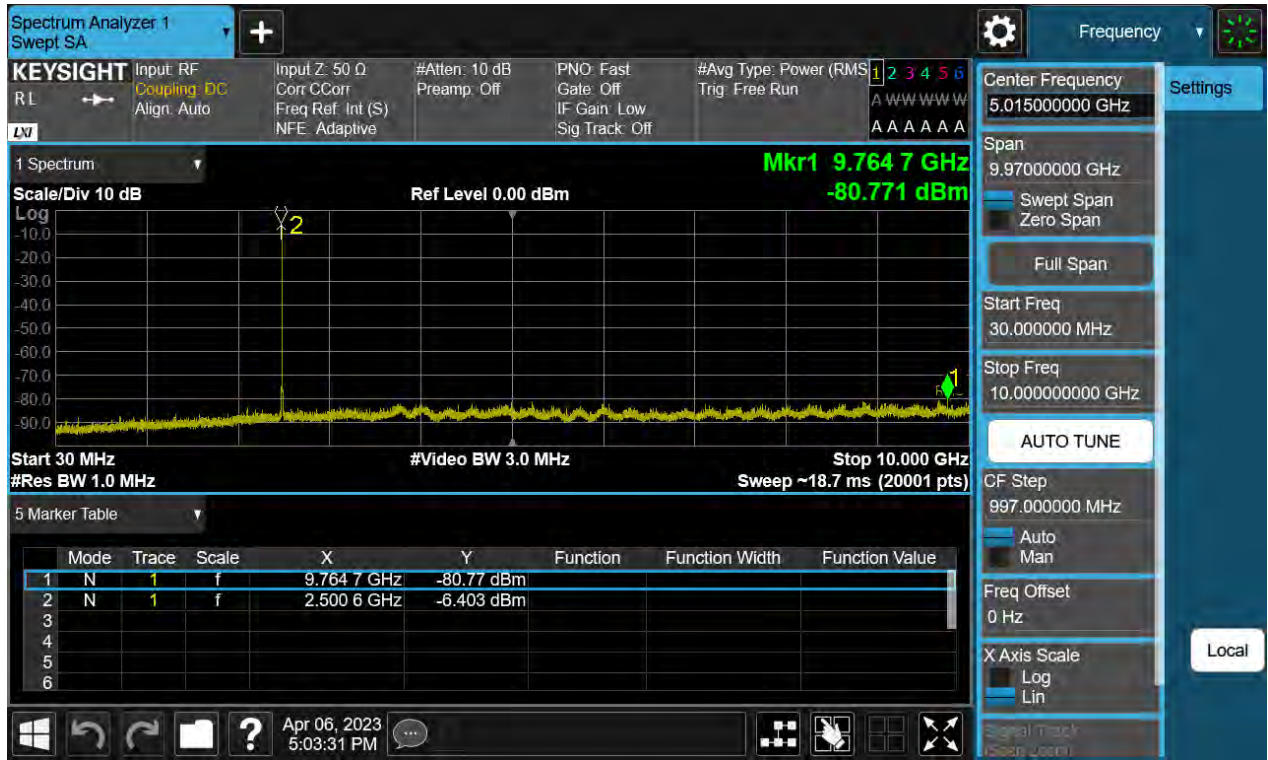 Spectrum Analyzer 1
Swept SA
+
Frequency
KEYSIGHT
RL
LXI
Input: RF
Coupling: DC
Align: Auto
Input Z: 50 Ω
Corr CCorr
Freq Ref: Int (S)
NFE: Adaptive
#Atten: 10 dB
Preamp: Off
PNO: Fast
Gate: Off
IF Gain: Low
Sig Track: Off
#Avg Type: Power (RMS
Trig: Free Run
1 2 3 4 5 6
A W W W W W
A A A A A A
Center Frequency
5.015000000 GHz
Settings
Span
9.97000000 GHz
Swept Span
Zero Span
Full Span
Start Freq
30.000000 MHz
Stop Freq
10.000000000 GHz
AUTO TUNE
CF Step
997.000000 MHz
Auto
Man
Freq Offset
0 Hz
X Axis Scale
Log
Lin
Signal Track
(Span Zoom)
Local
1 Spectrum
Mkr1 9.764 7 GHz
-80.771 dBm
Scale/Div 10 dB
Ref Level 0.00 dBm
Log
-10.0
-20.0
-30.0
-40.0
-50.0
-60.0
-70.0
-80.0
-90.0
2
1
Start 30 MHz
#Video BW 3.0 MHz
Stop 10.000 GHz
#Res BW 1.0 MHz
Sweep ~18.7 ms (20001 pts)
5 Marker Table
Mode Trace Scale X Y Function Function Width Function Value
1 N 1 f 9.764 7 GHz -80.77 dBm
2 N 1 f 2.500 6 GHz -6.403 dBm
3
4
5
6
?
Apr 06, 2023
5:03:31 PM